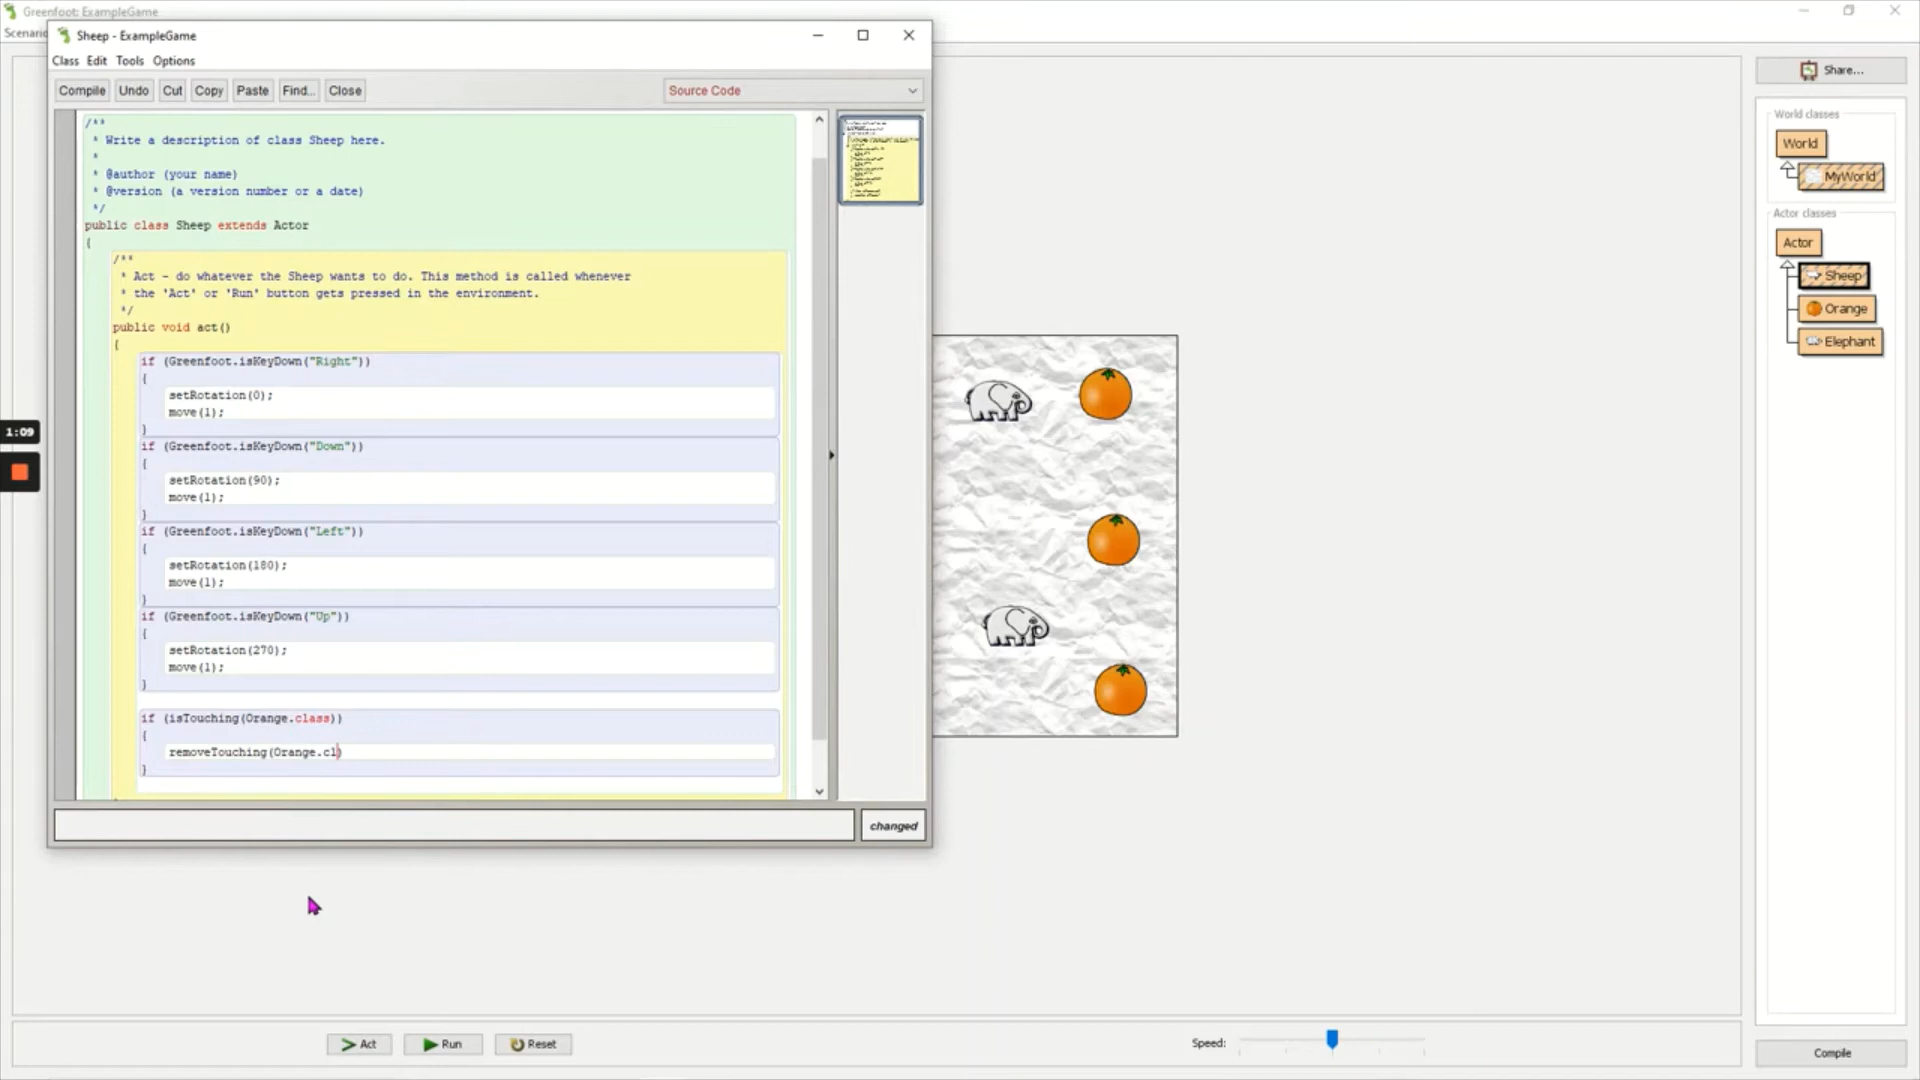 Greenfoot: ExampleGame
Scenario
Sheep - ExampleGame
Class Edit Tools Options
Compile Undo Cut Copy Paste Find... Close
Source Code
/**
* Write a description of class Sheep here.
*
* @author (your name)
* @version (a version number or a date)
*/
public class Sheep extends Actor
{
/**
* Act - do whatever the Sheep wants to do. This method is called whenever
* the 'Act' or 'Run' button gets pressed in the environment.
*/
public void act()
{
if (Greenfoot.isKeyDown("Right"))
{
setRotation(0);
move(1);
}
if (Greenfoot.isKeyDown("Down"))
{
setRotation(90);
move(1);
}
if (Greenfoot.isKeyDown("Left"))
{
setRotation(180);
move(1);
}
if (Greenfoot.isKeyDown("Up"))
{
setRotation(270);
move(1);
}
if (isTouching(Orange.class))
{
removeTouching(Orange.cl)
}
changed
1:09
Share...
World classes
World
MyWorld
Actor classes
Actor
Sheep
Orange
Elephant
Act
Run
Reset
Speed:
Compile